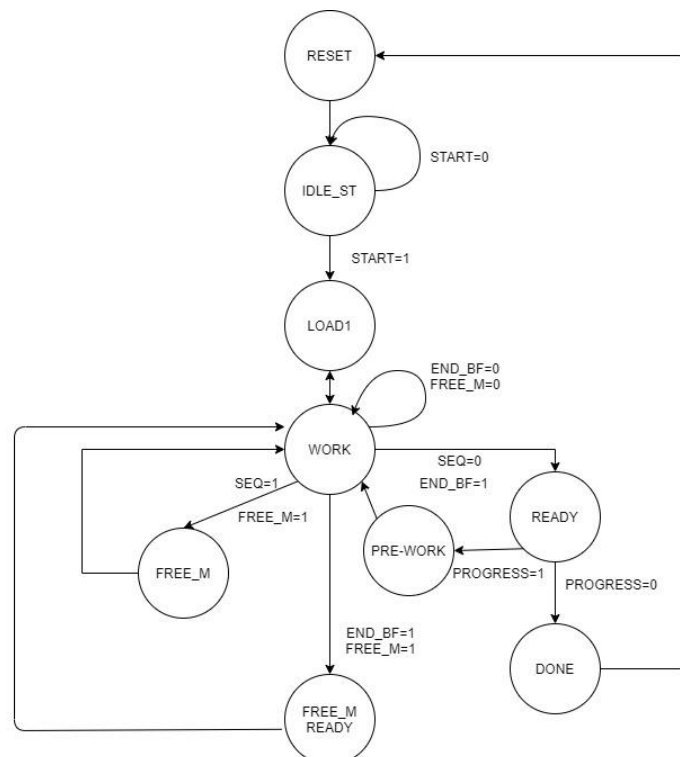 RESET
START=0
IDLE_ST
START=1
LOAD1
END_BF=0
FREE_M=0
WORK
SEQ=0
END_BF=1
SEQ=1
FREE_M=1
READY
PRE-WORK
FREE_M
PROGRESS=1
PROGRESS=0
END_BF=1
FREE_M=1
DONE
FREE_M
READY